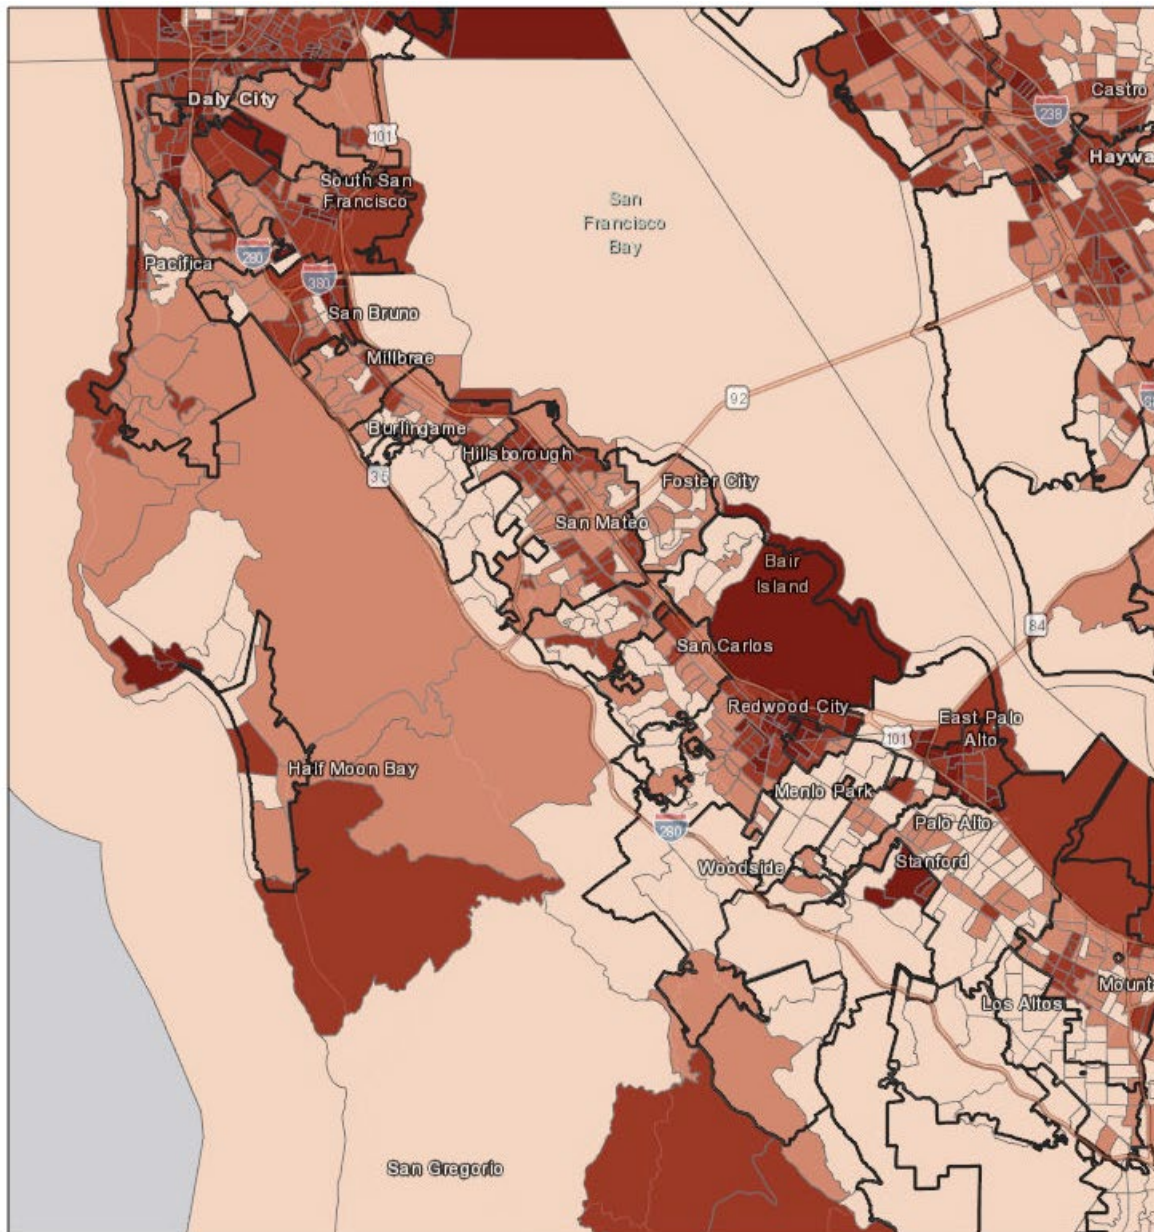 Daly City
101
Castro
238
Haywa
South San
Francisco
San
Francisco
Bay
Pacifica
280
380
San Bruno
Millbrae
92
Burlingame
Hillsborough
35
Foster City
San Mateo
Bair
Island
84
San Carlos
Redwood City
East Palo
Alto
101
Half Moon Bay
Menlo Park
Palo Alto
280
Woodside
Stanford
Los Altos
Mount
San Gregorio